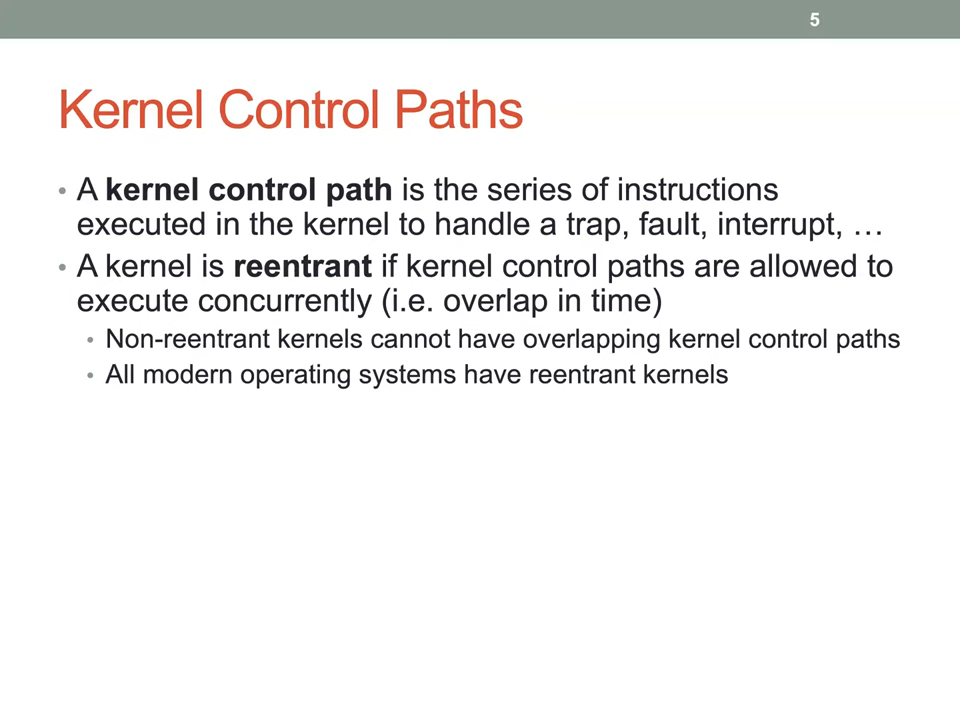 5
Kernel Control Paths
• A kernel control path is the series of instructions
executed in the kernel to handle a trap, fault, interrupt, …
• A kernel is reentrant if kernel control paths are allowed to
execute concurrently (i.e. overlap in time)
• Non-reentrant kernels cannot have overlapping kernel control paths
• All modern operating systems have reentrant kernels